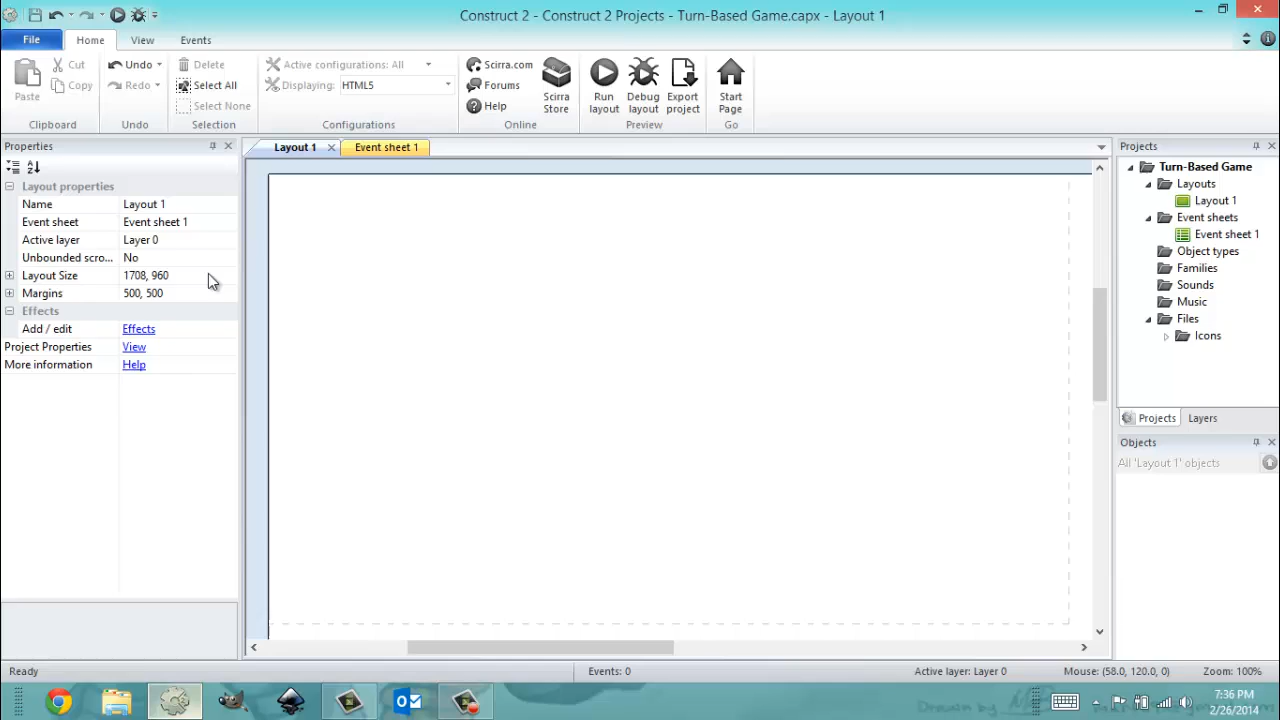 Construct 2 - Construct 2 Projects - Turn-Based Game.capx - Layout 1
File Home View Events
Paste Cut Copy
Clipboard
Undo
Redo
Undo
Delete
Select All
Select None
Selection
Active configurations: All
Displaying: HTML5
Configurations
Scirra.com
Forums
Help
Scirra Store
Online
Run layout
Debug layout
Export project
Preview
Start Page
Go
Properties
Layout properties
Name Layout 1
Event sheet Event sheet 1
Active layer Layer 0
Unbounded scro... No
Layout Size 1708, 960
Margins 500, 500
Effects
Add / edit Effects
Project Properties View
More information Help
Layout 1 Event sheet 1
Projects
Turn-Based Game
Layouts
Layout 1
Event sheets
Event sheet 1
Object types
Families
Sounds
Music
Files
Icons
Projects Layers
Objects
All 'Layout 1' objects
Ready Events: 0 Active layer: Layer 0 Mouse: (58.0, 120.0, 0) Zoom: 100%
7:36 PM
2/26/2014